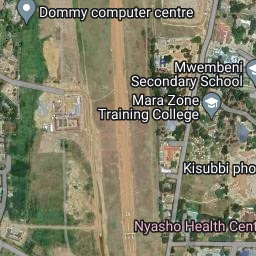 Dommy computer centre
Mwembeni
Secondary School
Mara Zone
Training College
Kisubbi pho
Nyasho Health Cent